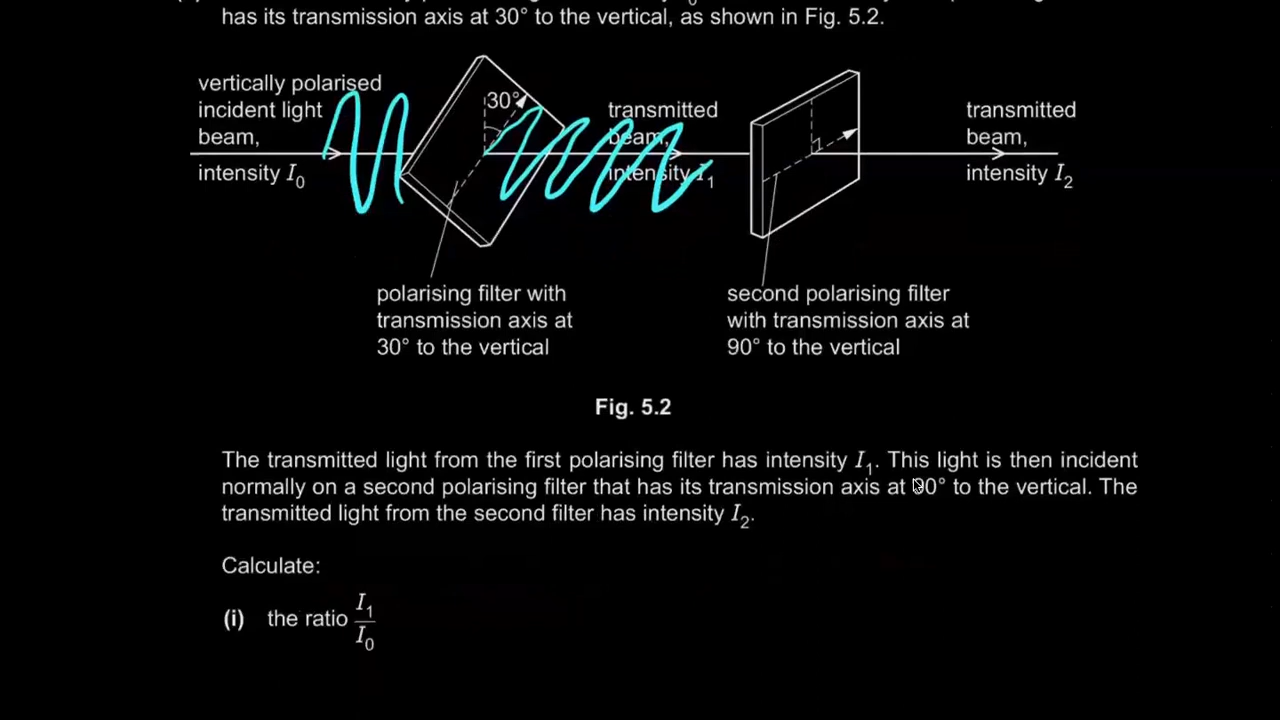 has its transmission axis at 30° to the vertical, as shown in Fig. 5.2.
vertically polarised
incident light
beam,
intensity I₀
30°
transmitted
beam,
intensity I₁
transmitted
beam,
intensity I₂
polarising filter with
transmission axis at
30° to the vertical
second polarising filter
with transmission axis at
90° to the vertical
Fig. 5.2
The transmitted light from the first polarising filter has intensity I₁. This light is then incident
normally on a second polarising filter that has its transmission axis at 90° to the vertical. The
transmitted light from the second filter has intensity I₂.
Calculate:
(i) the ratio I₁/I₀